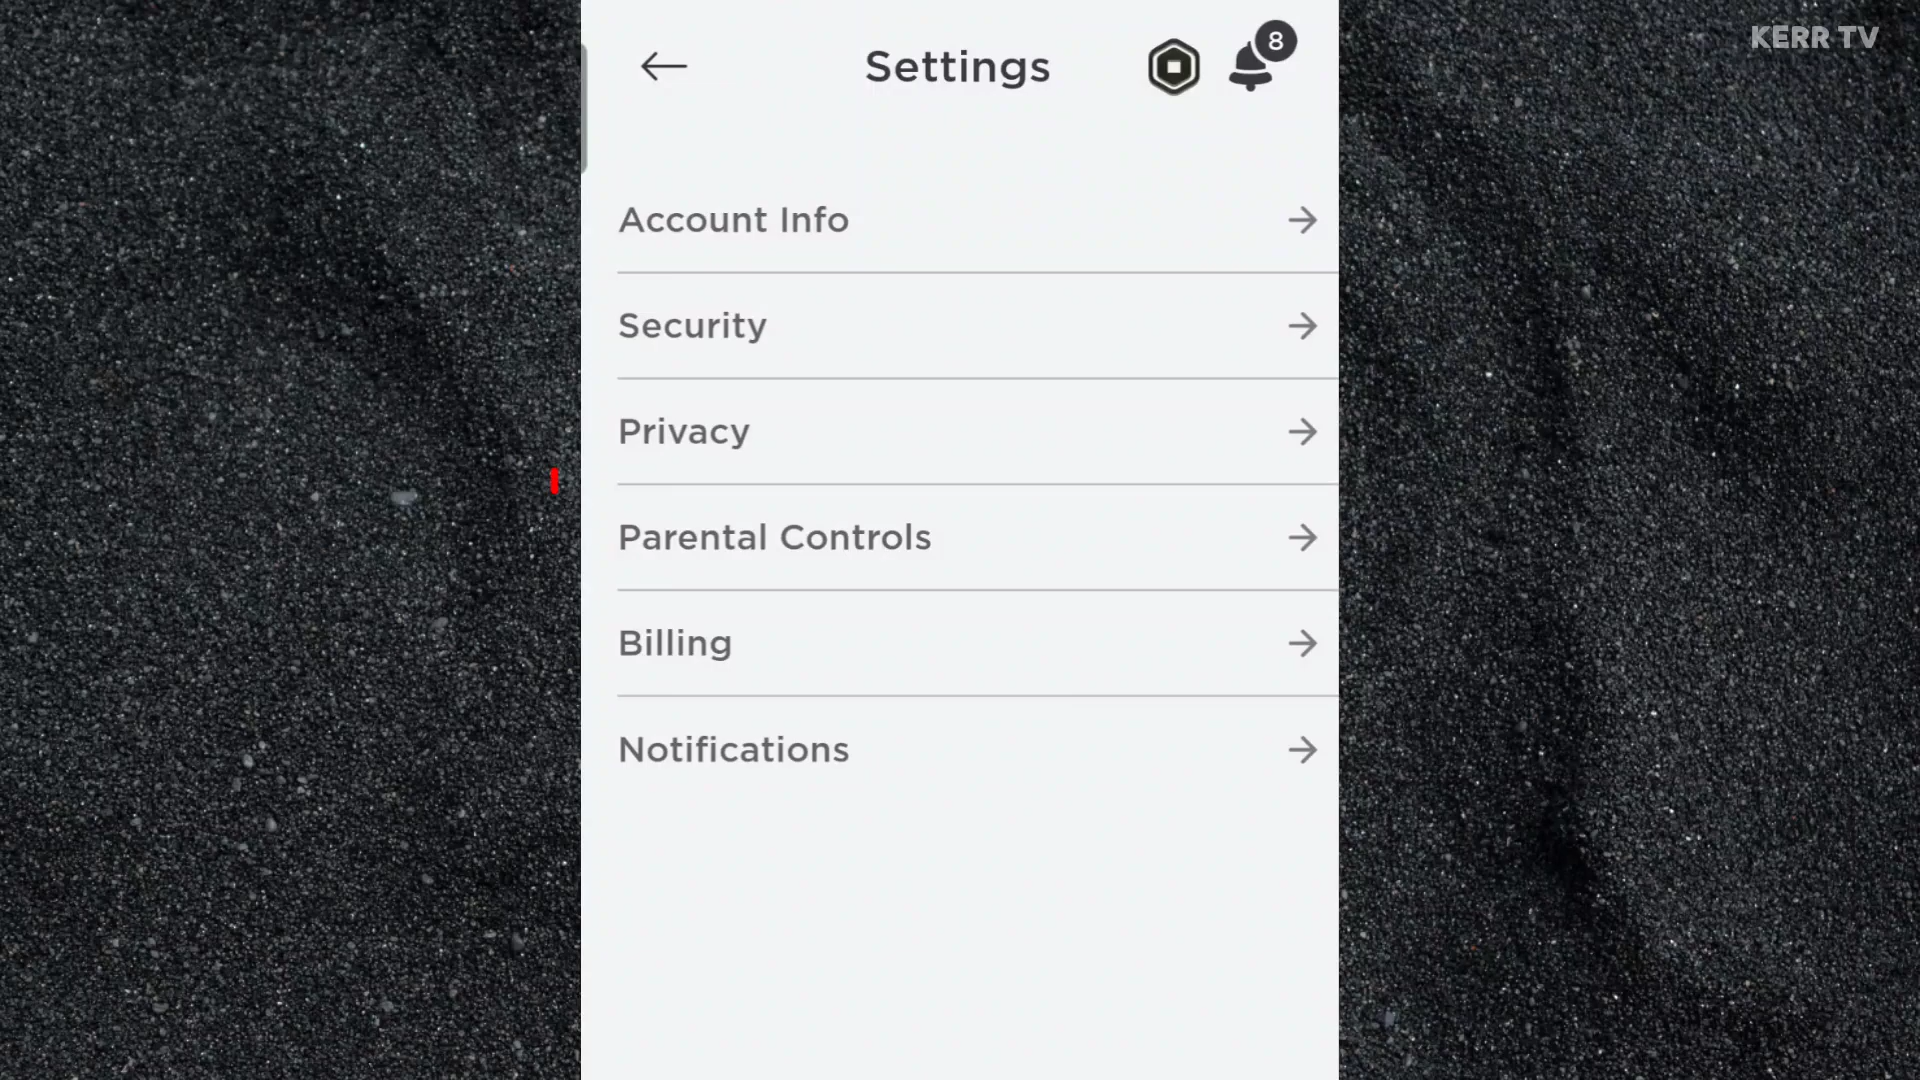 Settings
8
KERR TV
Account Info
Security
Privacy
Parental Controls
Billing
Notifications